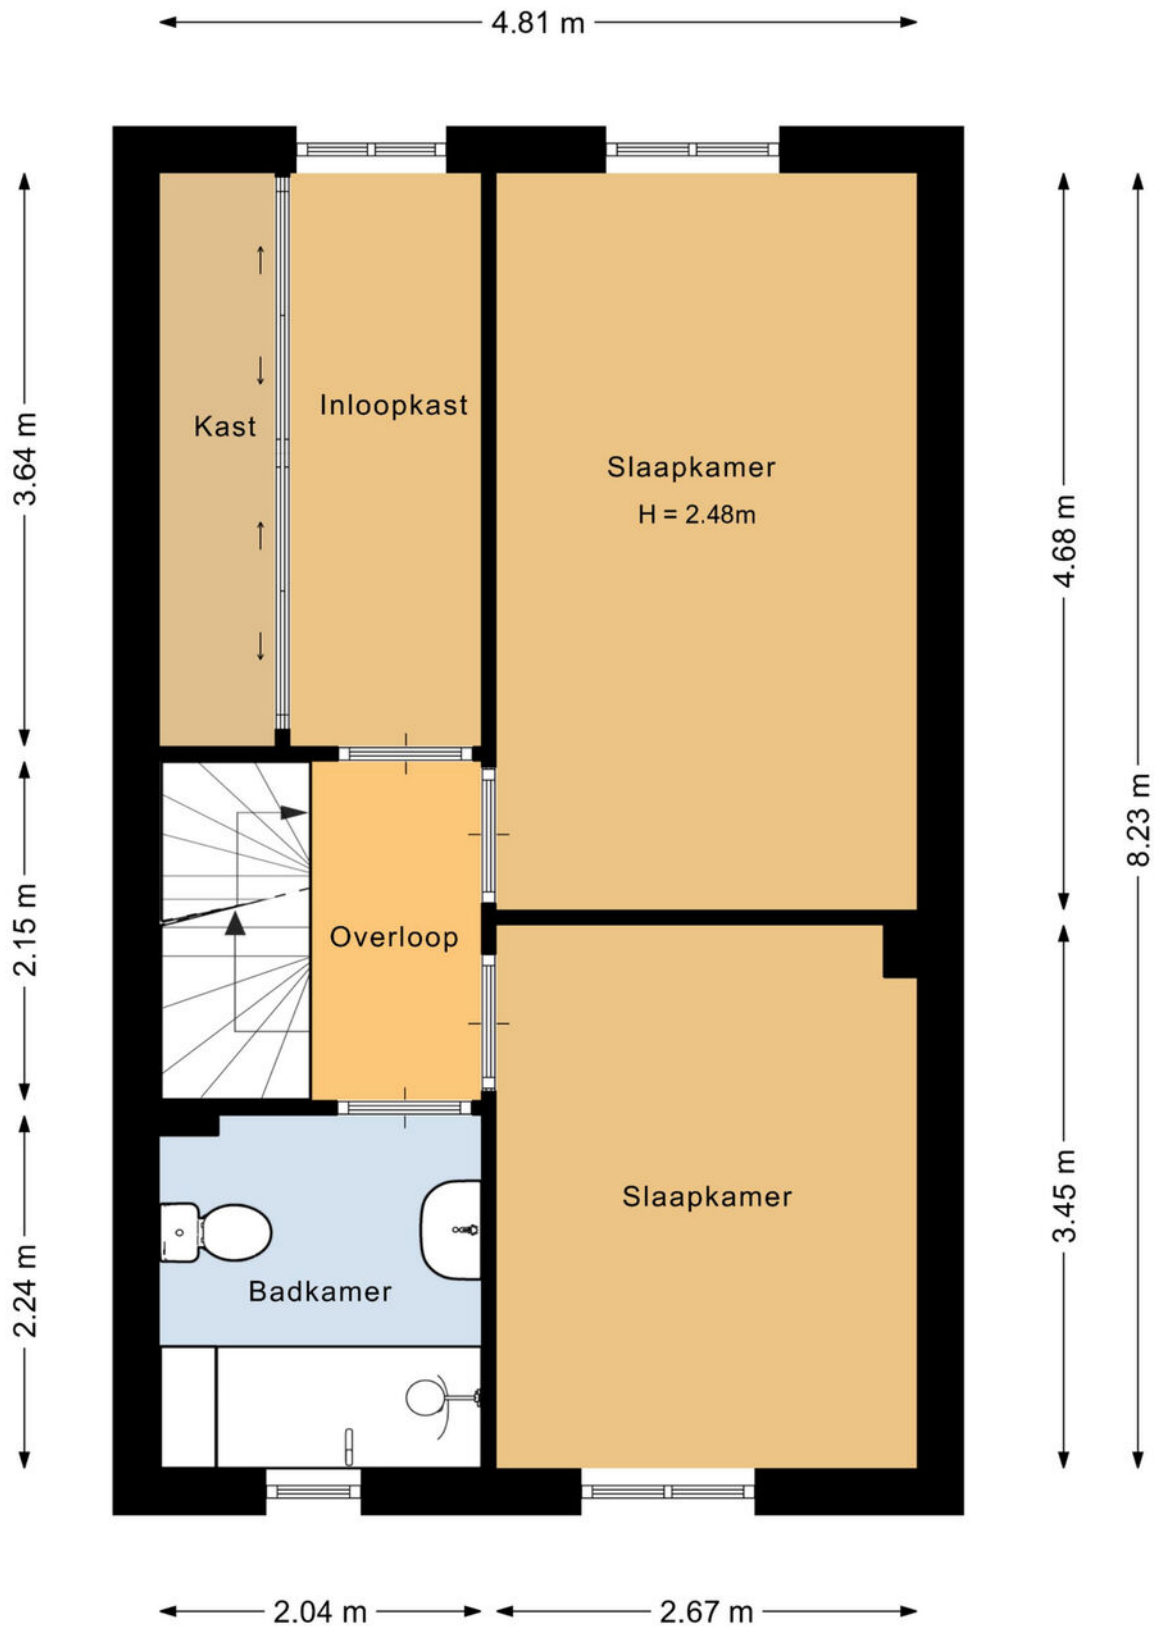 4.81 m
Kast
Inloopkast
Slaapkamer
H = 2.48m
3.64 m
4.68 m
8.23 m
2.15 m
Overloop
Slaapkamer
3.45 m
2.24 m
Badkamer
2.04 m
2.67 m